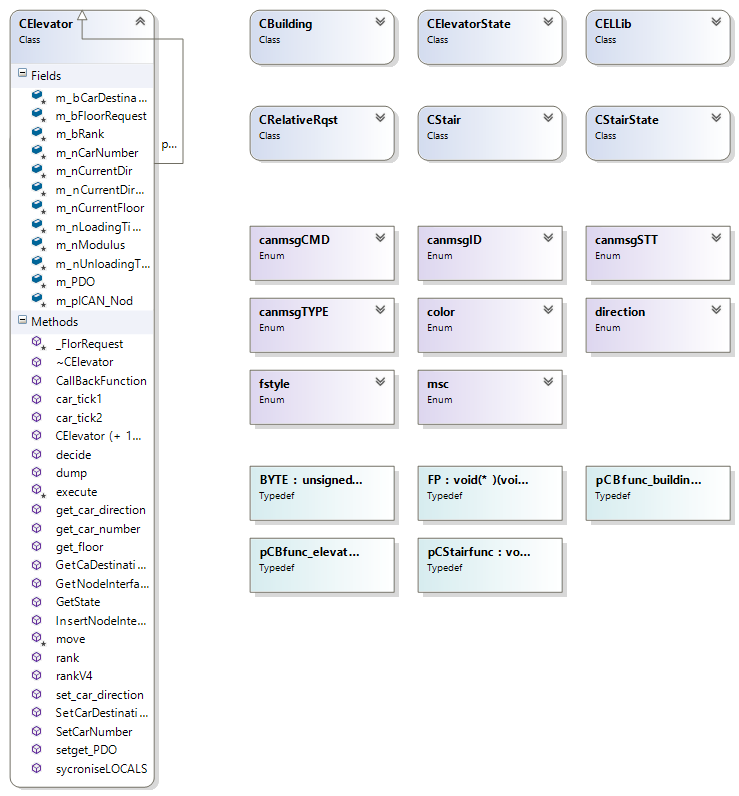 CElevator
Class
Fields
m_bCarDestina...
m_bFloorRequest
m_bRank
m_nCarNumber
m_nCurrentDir
m_nCurrentDir...
m_nCurrentFloor
m_nLoadingTi...
m_nModulus
m_nUnloadingT...
m_PDO
m_pICAN_Nod
Methods
_FlorRequest
~CElevator
CallBackFunction
car_tick1
car_tick2
CElevator (+ 1...
decide
dump
execute
get_car_direction
get_car_number
get_floor
GetCaDestinati...
GetNodeInterfa...
GetState
InsertNodeInte...
move
rank
rankV4
set_car_direction
SetCarDestinati...
SetCarNumber
setget_PDO
sycroniseLOCALS
p...
CBuilding
Class
CElevatorState
Class
CELLib
Class
CRelativeRqst
Class
CStair
Class
CStairState
Class
canmsgCMD
Enum
canmsgID
Enum
canmsgSTT
Enum
canmsgTYPE
Enum
color
Enum
direction
Enum
fstyle
Enum
msc
Enum
BYTE : unsigned...
Typedef
FP : void(* )(voi...
Typedef
pCBfunc_buildin...
Typedef
pCBfunc_elevat...
Typedef
pCStairfunc : vo...
Typedef